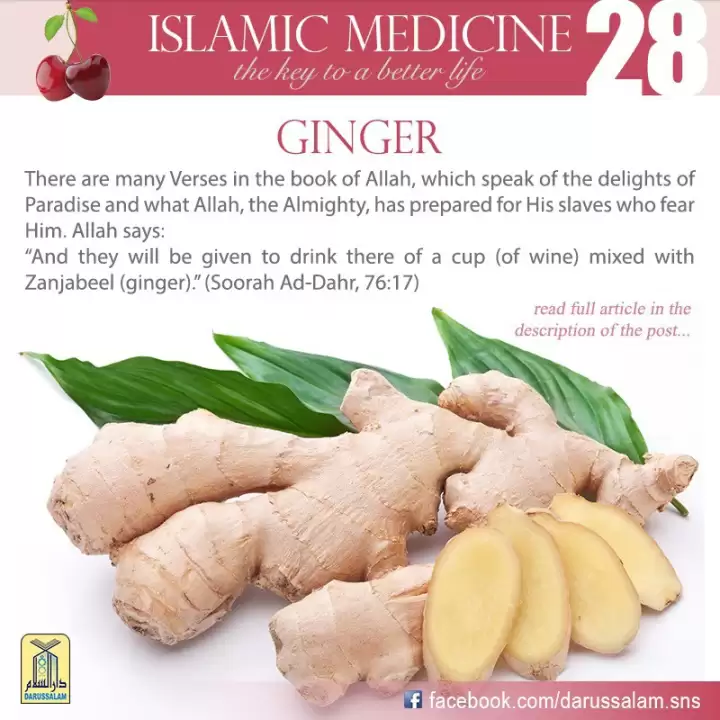 ISLAMIC MEDICINE 28
the key to a better life
GINGER
There are many Verses in the book of Allah, which speak of the delights of
Paradise and what Allah, the Almighty, has prepared for His slaves who fear
Him. Allah says:
“And they will be given to drink there of a cup (of wine) mixed with
Zanjabeel (ginger).” (Soorah Ad-Dahr, 76:17)
read full article in the
description of the post...
دارالسلام
DARUSSALAM
f facebook.com/darussalam.sns